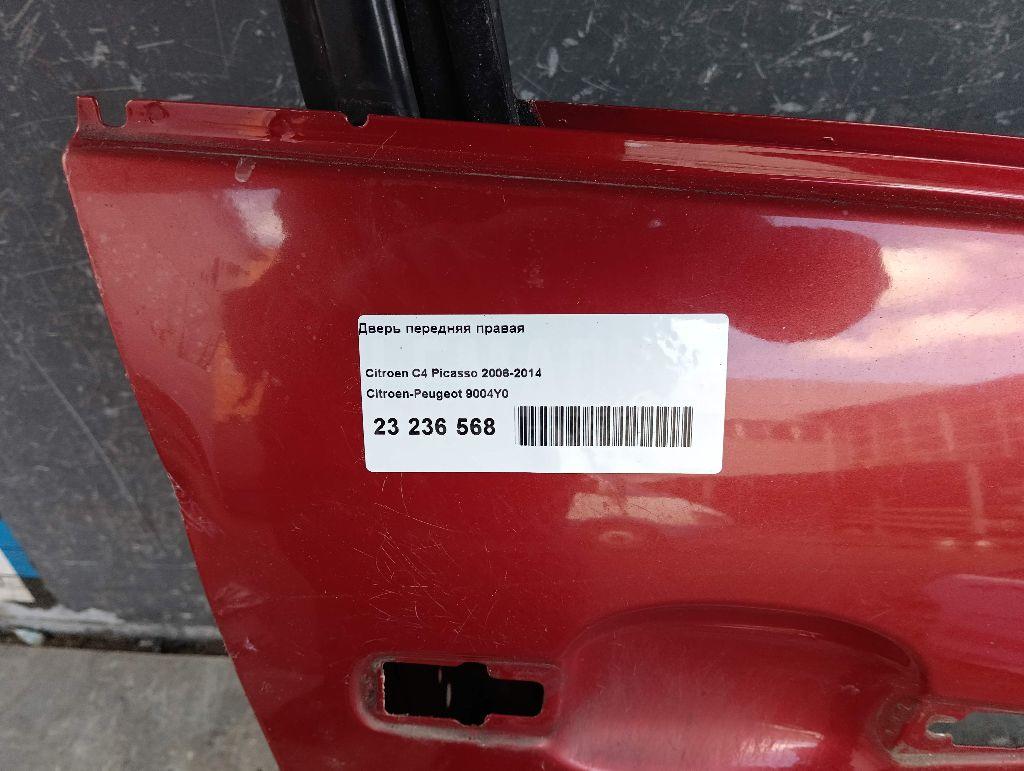 Дверь передняя правая
Citroen C4 Picasso 2006-2014
Citroen-Peugeot 9004Y0
23 236 568